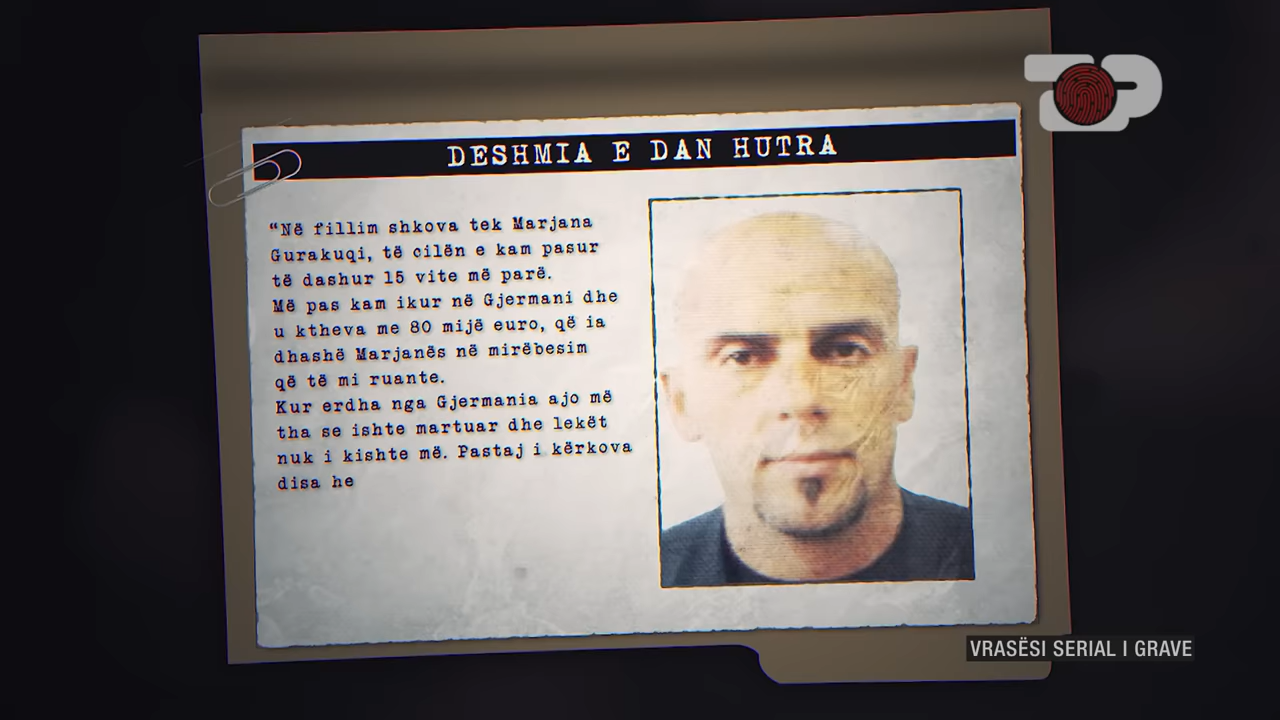 DESHMIA E DAN HUTRA
“Në fillim shkova tek Marjana
Gurakuqi, të cilën e kam pasur
të dashur 15 vite më parë.
Më pas kam ikur në Gjermani dhe
u ktheva me 80 mijë euro, që ia
dhashë Marjanës në mirëbesim
që të mi ruante.
Kur erdha nga Gjermania ajo më
tha se ishte martuar dhe lekët
nuk i kishte më. Pastaj i kërkova
disa he
VRASËSI SERIAL I GRAVE